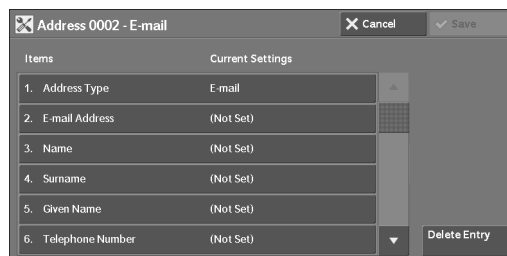 Address 0002 - E-mail
Cancel
Save
Items Current Settings
1. Address Type E-mail
2. E-mail Address (Not Set)
3. Name (Not Set)
4. Surname (Not Set)
5. Given Name (Not Set)
6. Telephone Number (Not Set)
Delete Entry